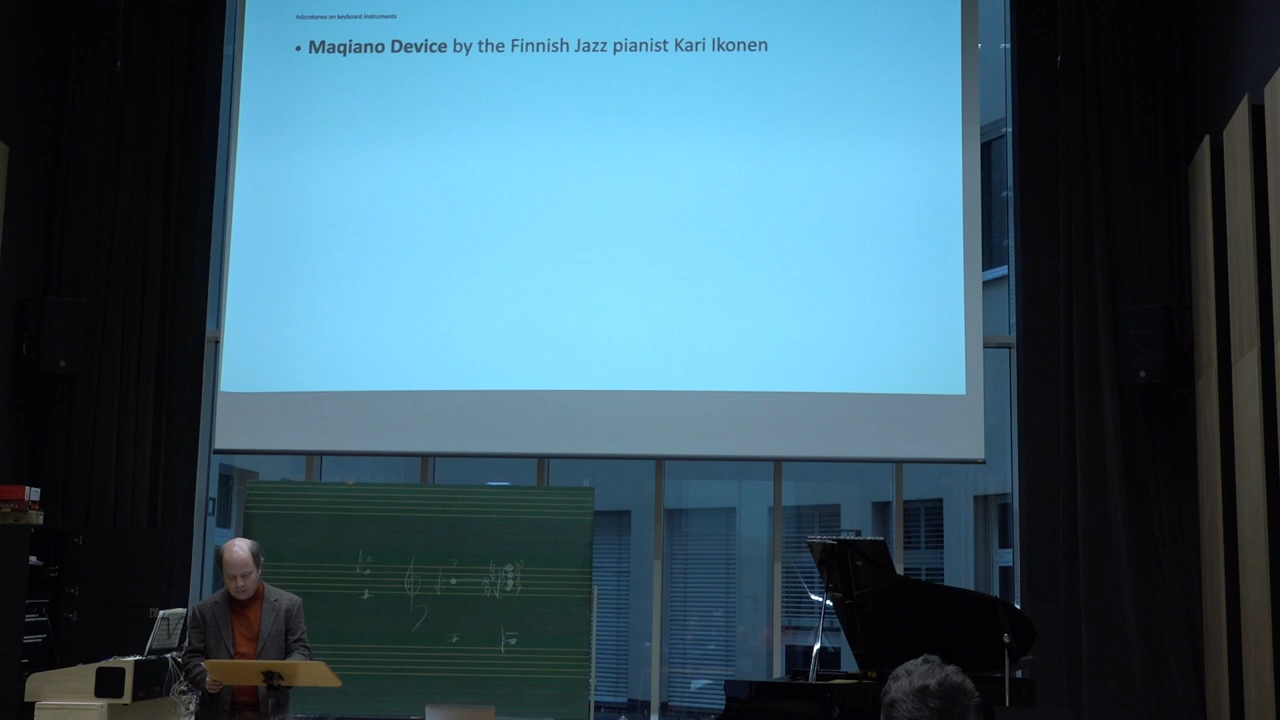 Microtones on keyboard instruments
• Maqiano Device by the Finnish Jazz pianist Kari Ikonen